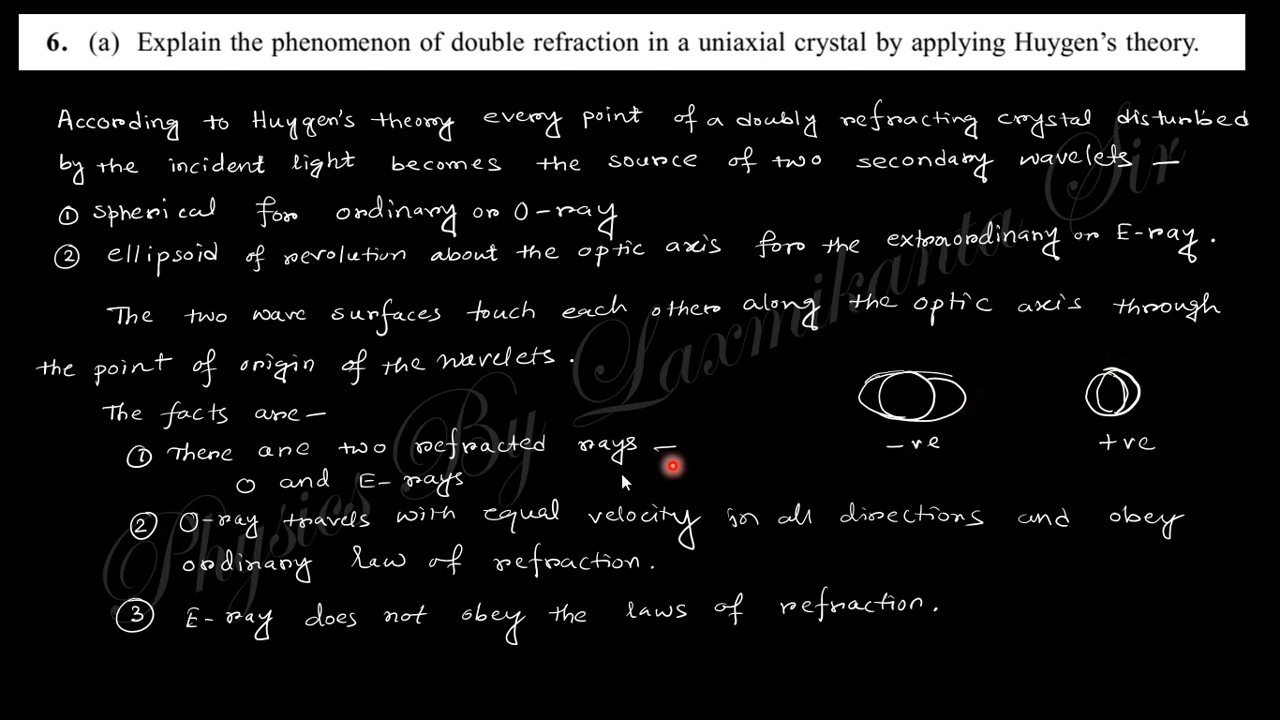 6. (a) Explain the phenomenon of double refraction in a uniaxial crystal by applying Huygen's theory.
According to Huygen's theory every point of a doubly refracting crystal disturbed
by the incident light becomes the source of two secondary wavelets —
① spherical for ordinary or O-ray
② ellipsoid of revolution about the optic axis for the extraordinary or E-ray.
The two wave surfaces touch each other along the optic axis through
the point of origin of the wavelets.
The facts are —
① There are two refracted rays —
O and E-rays
-ve +ve
② O-ray travels with equal velocity in all directions and obey
ordinary law of refraction.
③ E-ray does not obey the laws of refraction.
Physics By Laxmikanta Sir